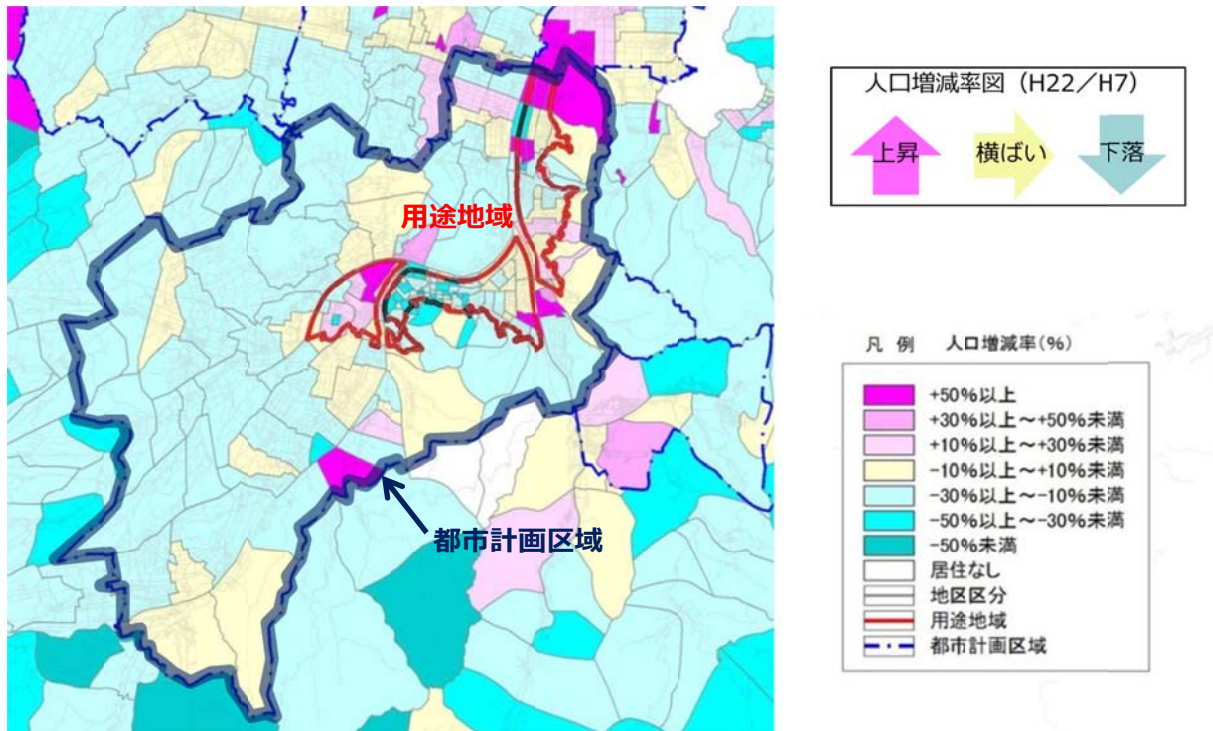 用途地域
都市計画区域
人口増減率図（H22／H7）
上昇
横ばい
下落
凡 例 人口増減率(%)
+50%以上
+30%以上～+50%未満
+10%以上～+30%未満
-10%以上～+10%未満
-30%以上～-10%未満
-50%以上～-30%未満
-50%未満
居住なし
地区区分
用途地域
都市計画区域